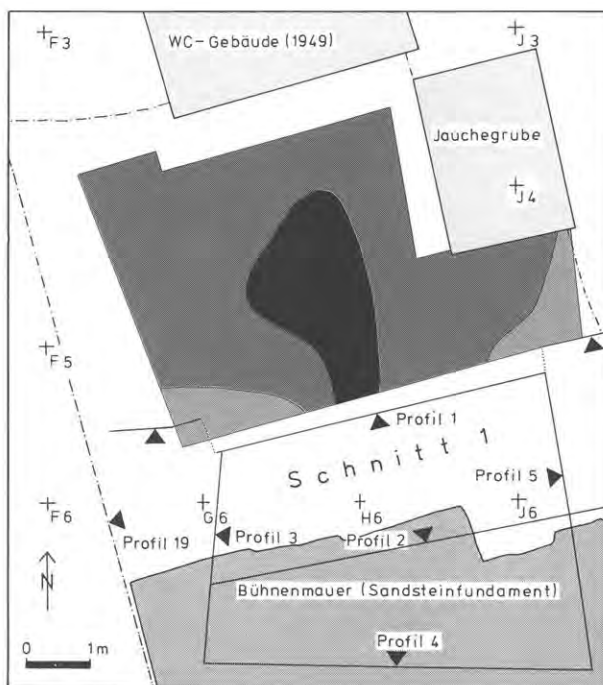 F3
WC-Gebäude (1949)
J3
Jauchegrube
J4
F5
Profil 1
Schnitt 1
Profil 5
F6
G6
H6
J6
Profil 19
Profil 3
Profil 2
N
Bühnenmauer (Sandsteinfundament)
0 1m
Profil 4